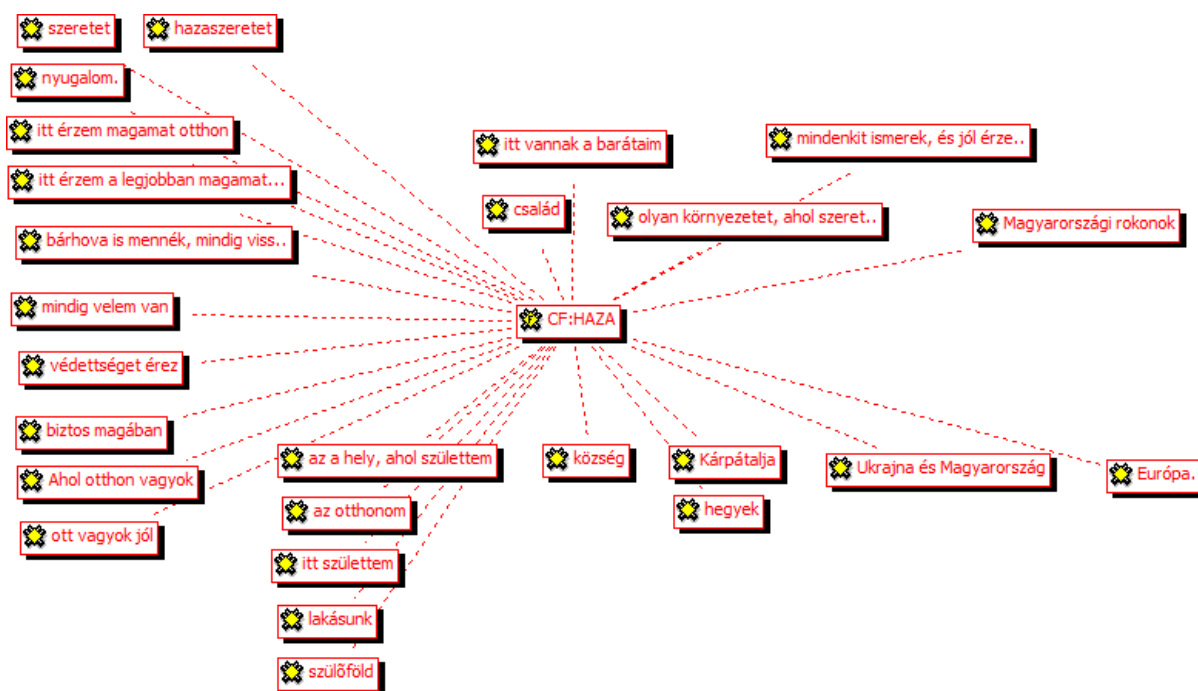 szeretet
hazaszeretet
nyugalom.
itt érzem magamat otthon
itt vannak a barátaim
mindenkit ismerek, és jól érze..
itt érzem a legjobban magamat...
család
olyan környezetet, ahol szeret..
Magyarországi rokonok
bárhova is mennék, mindig viss..
mindig velem van
CF:HAZA
védettséget érez
biztos magában
az a hely, ahol születtem
község
Kárpátalja
Ukrajna és Magyarország
Európa.
Ahol otthon vagyok
az otthonom
hegyek
ott vagyok jól
itt születtem
lakásunk
szülõföld